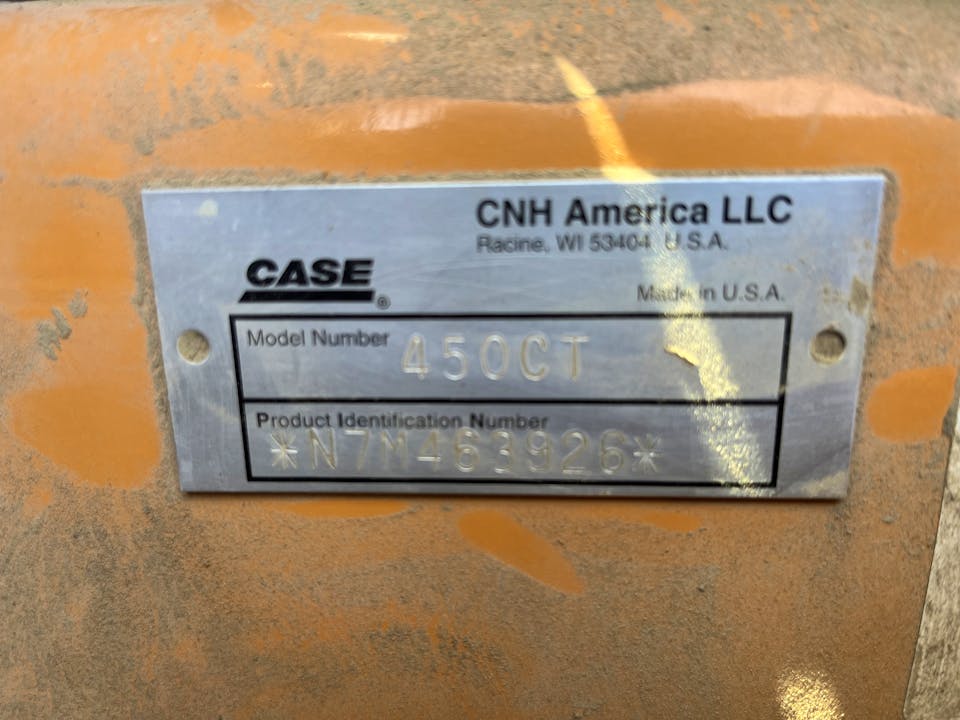 CNH America LLC
Racine, WI 53404 U.S.A.
CASE®
Made in U.S.A.
Model Number 450CT
Product Identification Number
*N7M463926*